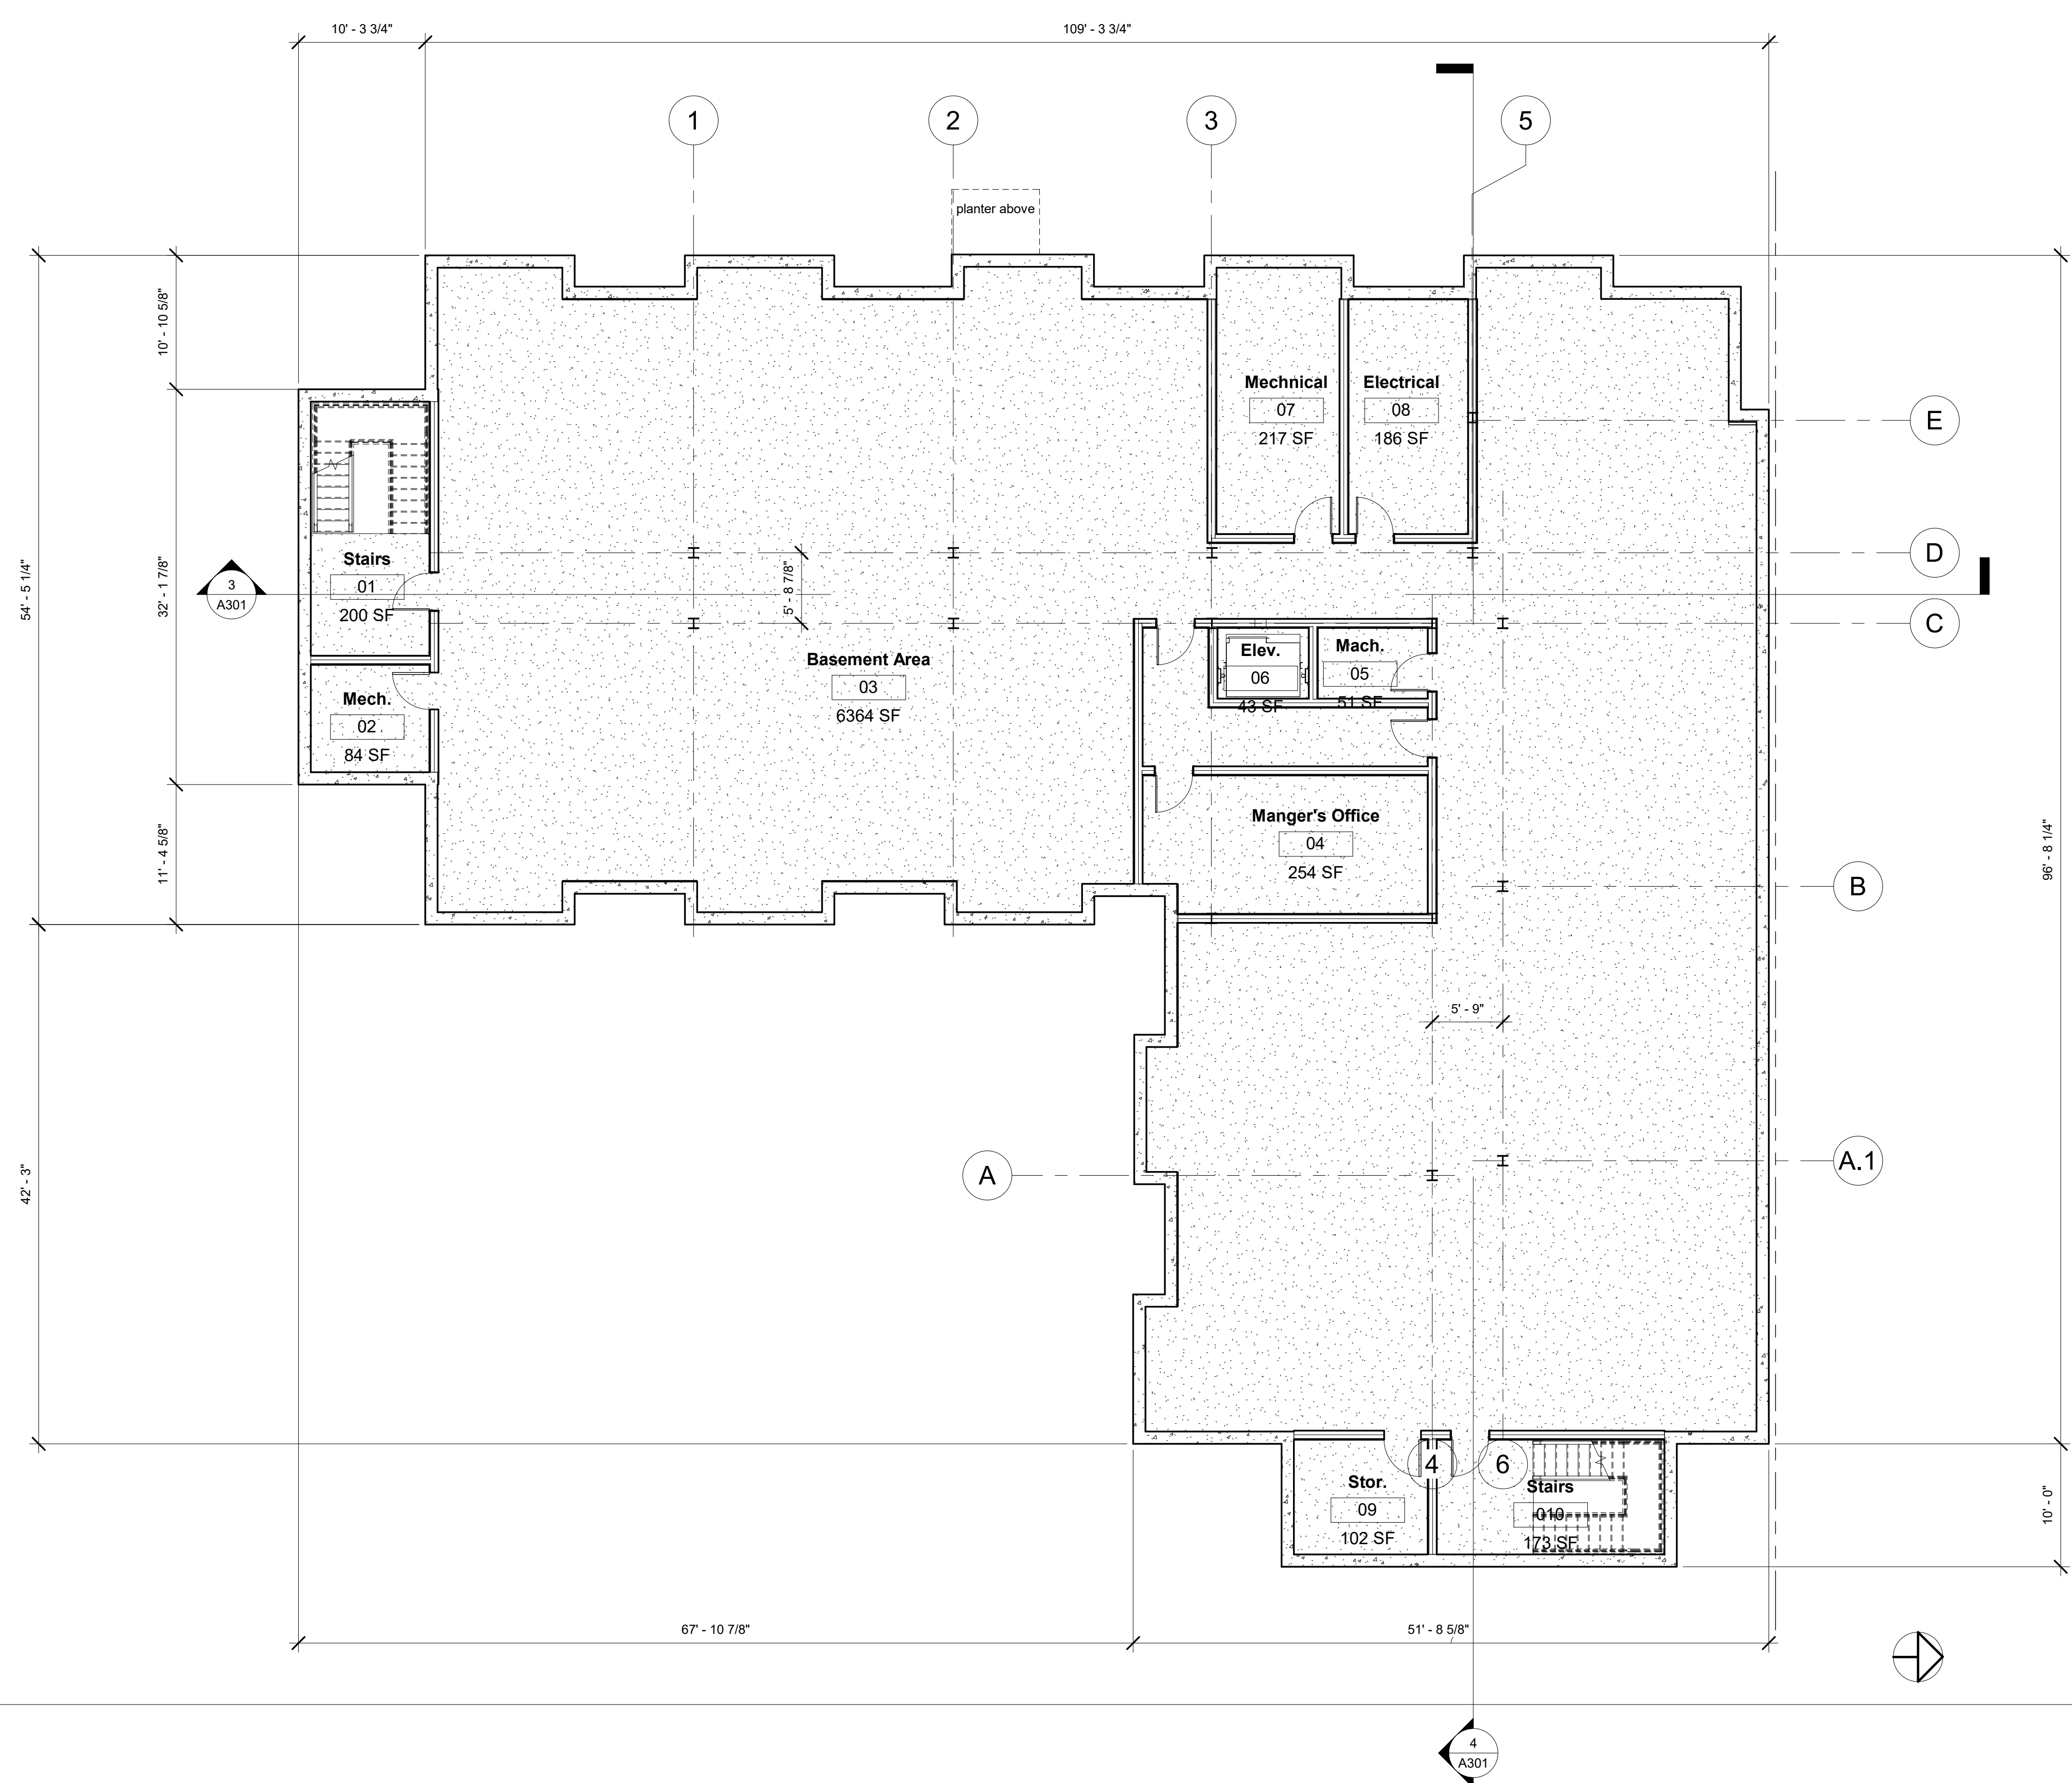 10' - 3 3/4"
109' - 3 3/4"
1
2
3
5
planter above
10' - 10 5/8"
54' - 5 1/4"
32' - 1 7/8"
11' - 4 5/8"
42' - 3"
Mechnical
07
217 SF
Electrical
08
186 SF
E
D
C
B
A
A.1
Stairs
01
200 SF
3
A301
5' - 8 7/8"
Mech.
02
84 SF
Basement Area
03
6364 SF
Elev.
06
43 SF
Mach.
05
51 SF
Manger's Office
04
254 SF
96' - 8 1/4"
5' - 9"
4
6
Stor.
09
102 SF
Stairs
010
173 SF
10' - 0"
67' - 10 7/8"
51' - 8 5/8"
4
A301